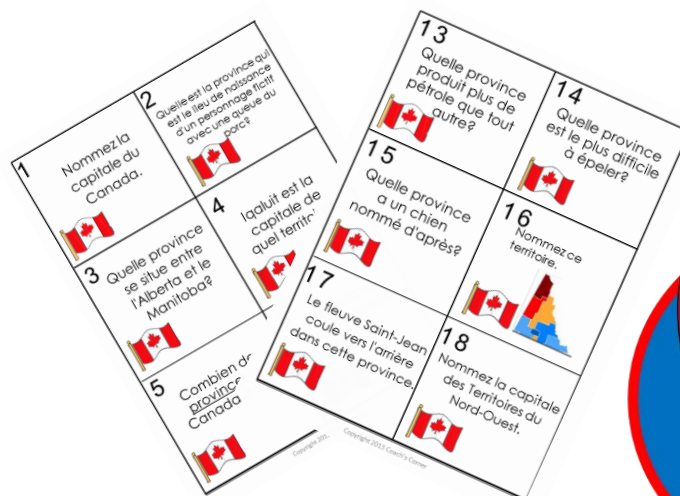 1
Nommez la
capitale du
Canada.
2
Quelle est la province qui
est le lieu de naissance
d'un personnage fictif
avec une queue du
porc?
3
Quelle province
se situe entre
l'Alberta et le
Manitoba?
4
Iqaluit est la
capitale de
quel
5
Combien de
province
Canada
13
Quelle province
produit plus de
pétrole que tout
autre?
14
Quelle province
est le plus difficile
à épeler?
15
Quelle province
a un chien
nommé d'après?
16
Nommez ce
territoire.
17
Le fleuve Saint-Jean
coule vers l'arrière
dans cette province.
18
Nommez la capitale
des Territoires du
Nord-Ouest.
Copyright
Copyright 2015 Coach's Corner